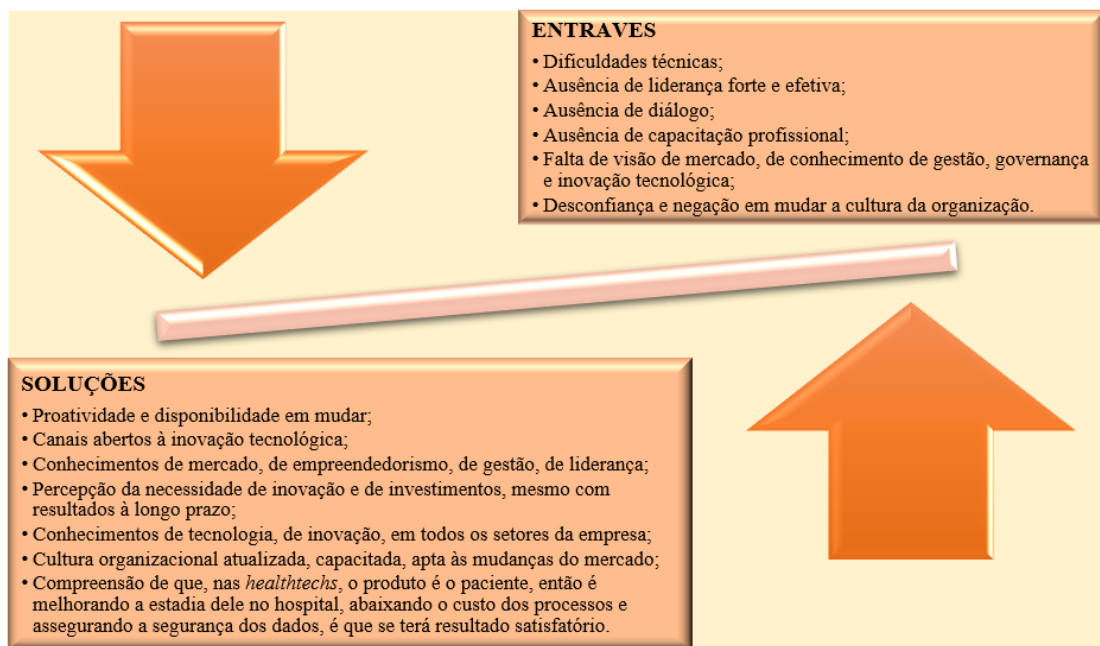 ENTRAVES
• Dificuldades técnicas;
• Ausência de liderança forte e efetiva;
• Ausência de diálogo;
• Ausência de capacitação profissional;
• Falta de visão de mercado, de conhecimento de gestão, governança
e inovação tecnológica;
• Desconfiança e negação em mudar a cultura da organização.
SOLUÇÕES
• Proatividade e disponibilidade em mudar;
• Canais abertos à inovação tecnológica;
• Conhecimentos de mercado, de empreendedorismo, de gestão, de liderança;
• Percepção da necessidade de inovação e de investimentos, mesmo com
resultados à longo prazo;
• Conhecimentos de tecnologia, de inovação, em todos os setores da empresa;
• Cultura organizacional atualizada, capacitada, apta às mudanças do mercado;
• Compreensão de que, nas healthtechs, o produto é o paciente, então é
melhorando a estadia dele no hospital, abaixando o custo dos processos e
assegurando a segurança dos dados, é que se terá resultado satisfatório.